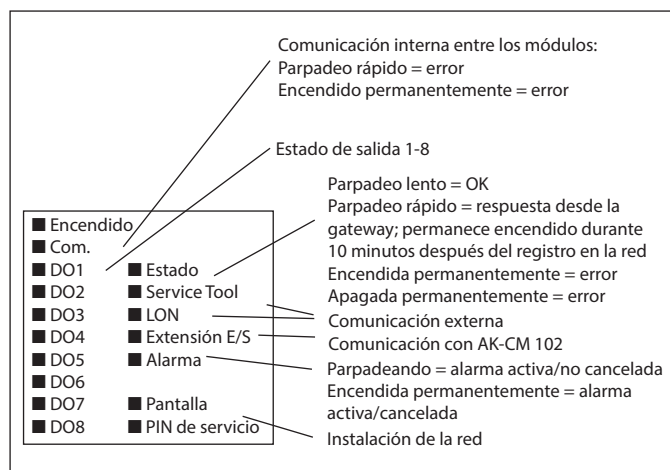 Comunicación interna entre los módulos:
Parpadeo rápido = error
Encendido permanentemente = error
Estado de salida 1-8
Parpadeo lento = OK
Parpadeo rápido = respuesta desde la
gateway; permanece encendido durante
10 minutos después del registro en la red
Encendida permanentemente = error
Apagada permanentemente = error
Comunicación externa
Comunicación con AK-CM 102
Parpadeando = alarma activa/no cancelada
Encendida permanentemente = alarma
activa/cancelada
Instalación de la red
■ Encendido
■ Com.
■ DO1 ■ Estado
■ DO2 ■ Service Tool
■ DO3 ■ LON
■ DO4 ■ Extensión E/S
■ DO5 ■ Alarma
■ DO6
■ DO7 ■ Pantalla
■ DO8 ■ PIN de servicio